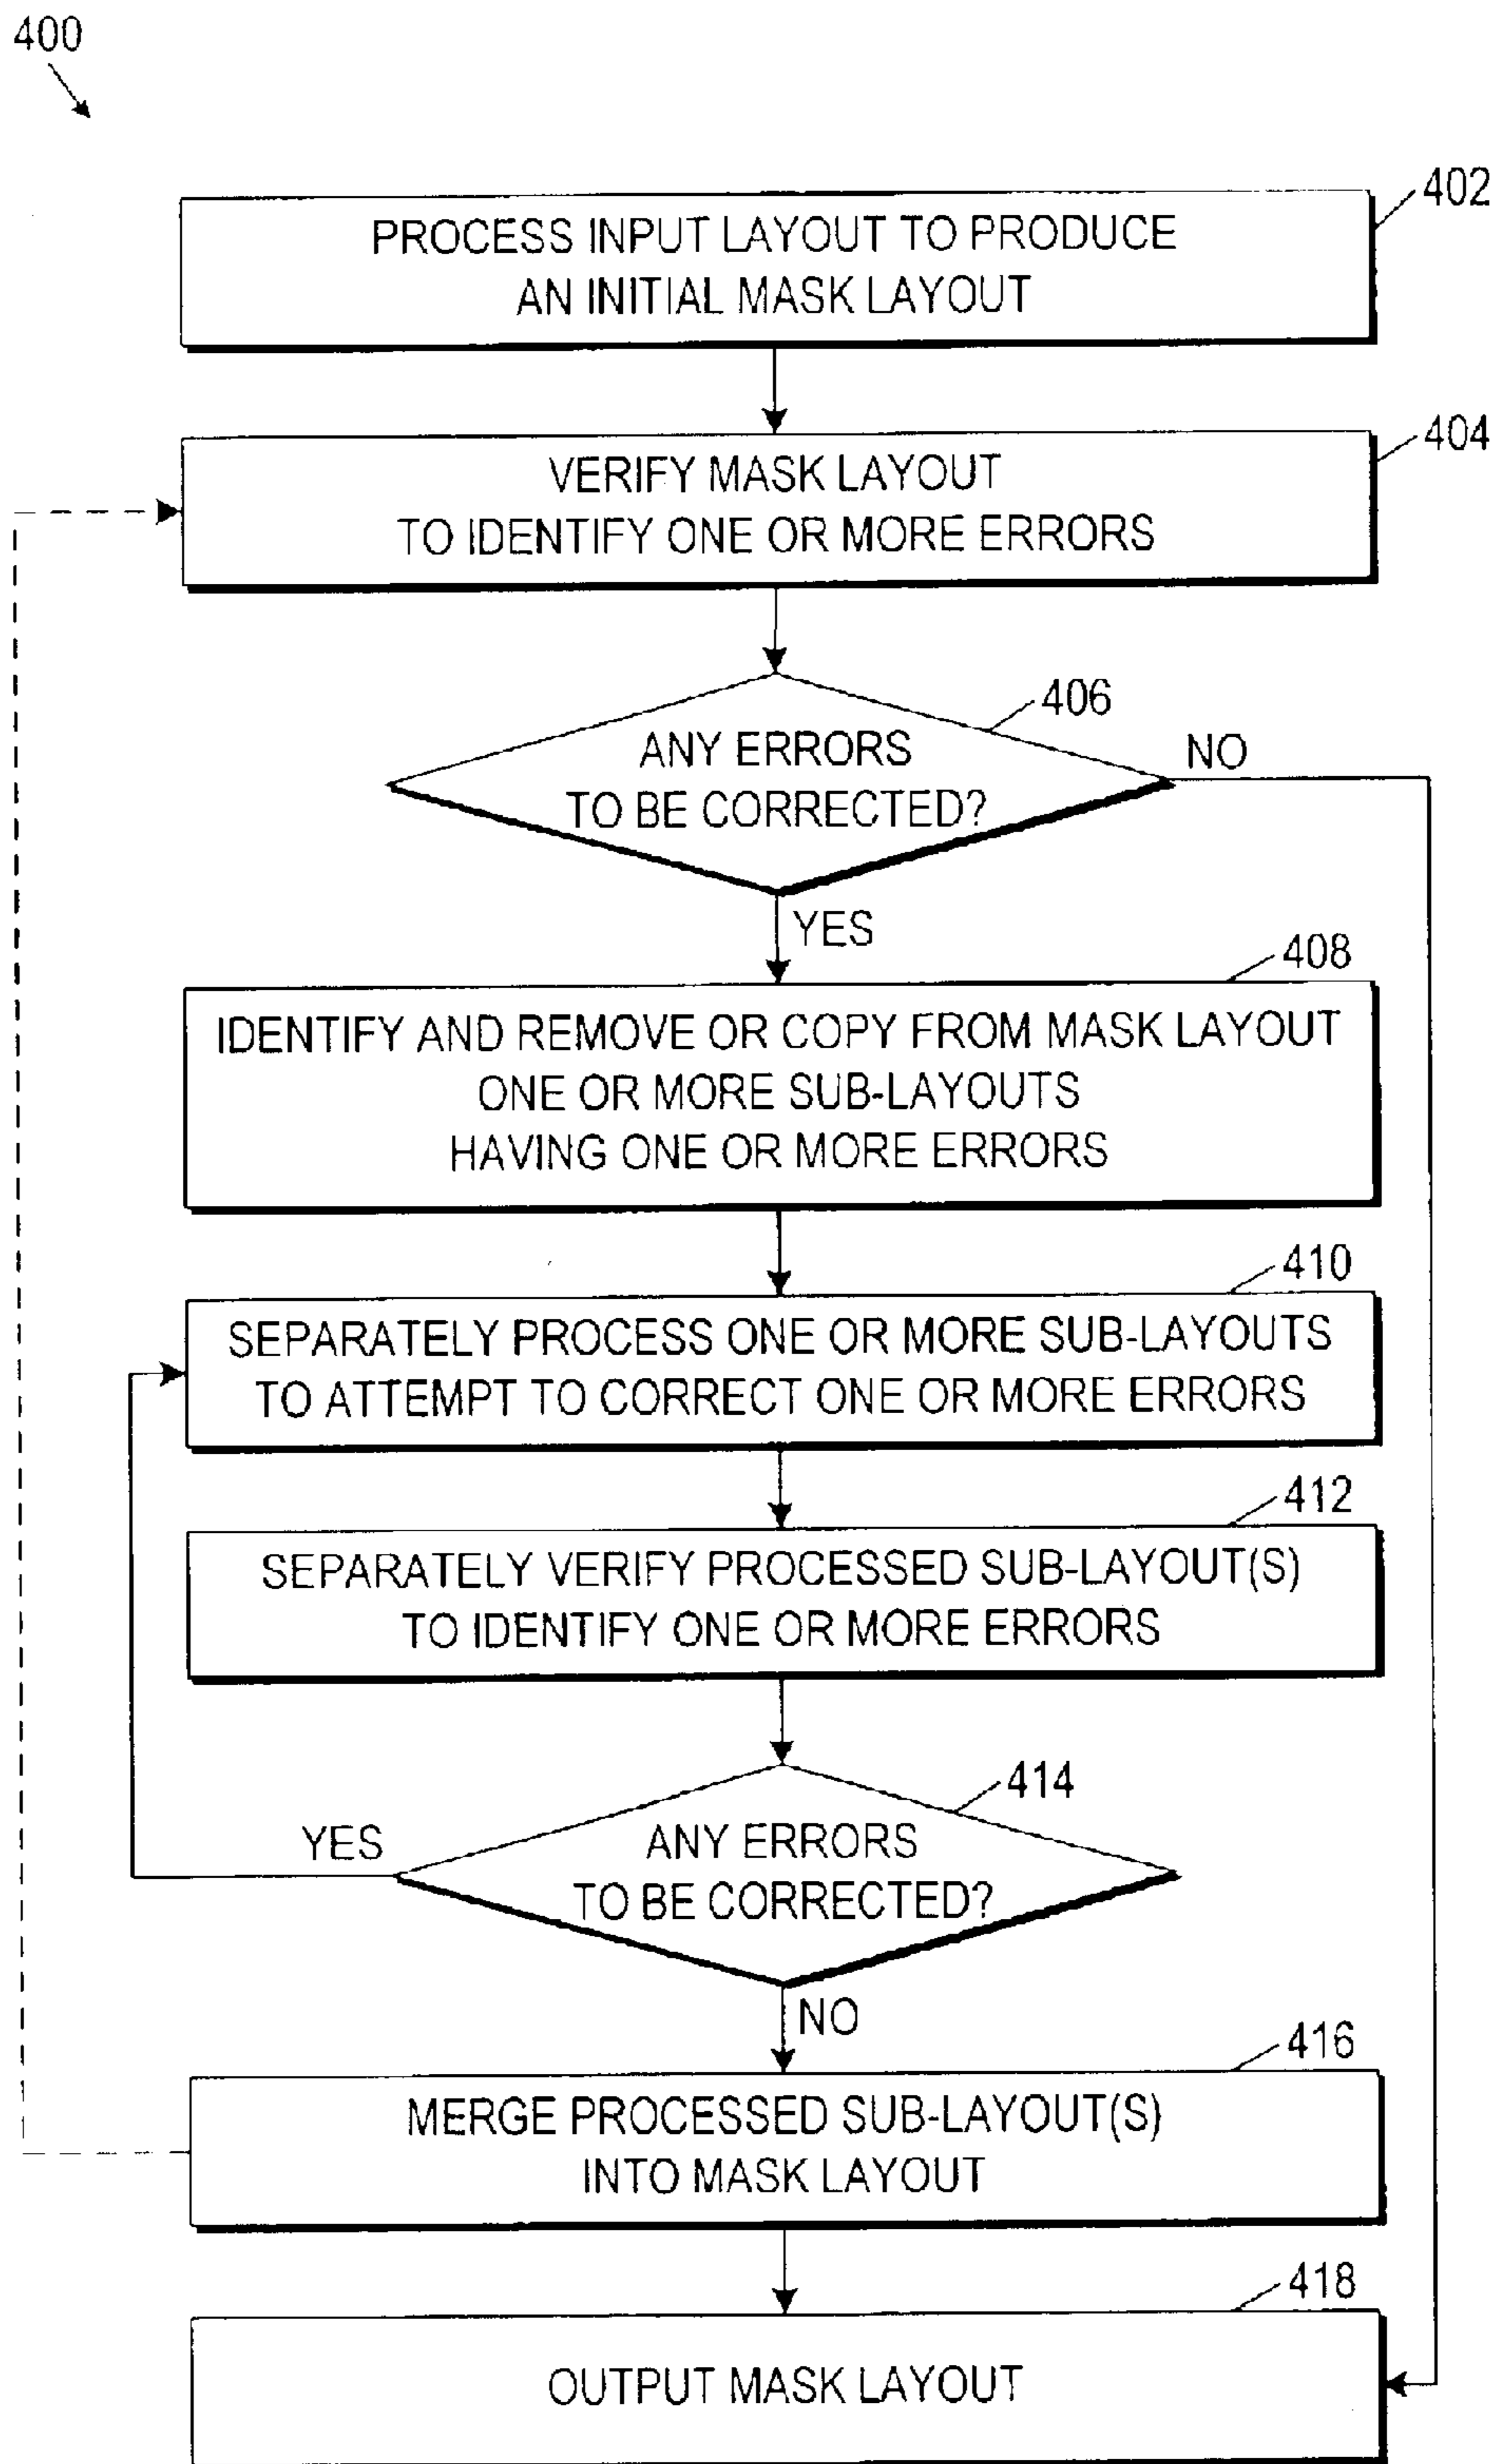 400
402
PROCESS INPUT LAYOUT TO PRODUCE
AN INITIAL MASK LAYOUT
404
VERIFY MASK LAYOUT
TO IDENTIFY ONE OR MORE ERRORS
406
ANY ERRORS
TO BE CORRECTED?
NO
YES
408
IDENTIFY AND REMOVE OR COPY FROM MASK LAYOUT
ONE OR MORE SUB-LAYOUTS
HAVING ONE OR MORE ERRORS
410
SEPARATELY PROCESS ONE OR MORE SUB-LAYOUTS
TO ATTEMPT TO CORRECT ONE OR MORE ERRORS
412
SEPARATELY VERIFY PROCESSED SUB-LAYOUT(S)
TO IDENTIFY ONE OR MORE ERRORS
414
YES
ANY ERRORS
TO BE CORRECTED?
NO
416
MERGE PROCESSED SUB-LAYOUT(S)
INTO MASK LAYOUT
418
OUTPUT MASK LAYOUT